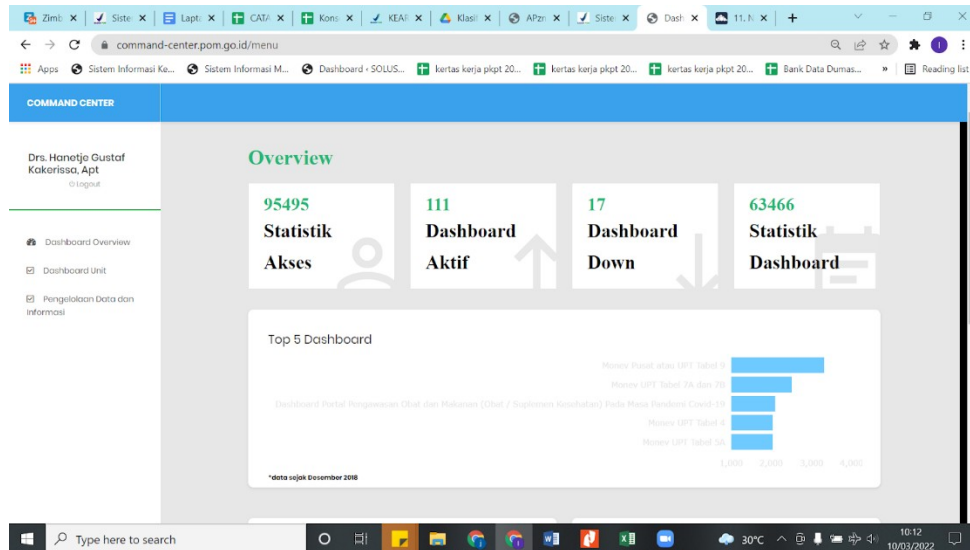 Zimb
Siste
Lapta
CATA
Kons
KEAR
Klasif
APzn
Siste
Dash
11. N
command-center.pom.go.id/menu
Apps
Sistem Informasi Ke...
Sistem Informasi M...
Dashboard ‹ SOLUS...
kertas kerja pkpt 20...
kertas kerja pkpt 20...
kertas kerja pkpt 20...
Bank Data Dumas...
»
Reading list
COMMAND CENTER
Drs. Hanetje Gustaf
Kakerissa, Apt
Logout
Dashboard Overview
Dashboard Unit
Pengelolaan Data dan
Informasi
Overview
95495
Statistik
Akses
111
Dashboard
Aktif
17
Dashboard
Down
63466
Statistik
Dashboard
Top 5 Dashboard
Monev Pusat atau UPT Tabel 9
Monev UPT Tabel 2A dan 2B
Dashboard Portal Pengawasan Obat dan Makanan (Obat / Suplemen Kesehatan) Pada Masa Pandemi Covid-19
Monev UPT Tabel 4
Monev UPT Tabel 5A
1,000 2,000 3,000 4,000
*data sejak Desember 2018
Type here to search
30°C
10:12
10/03/2022